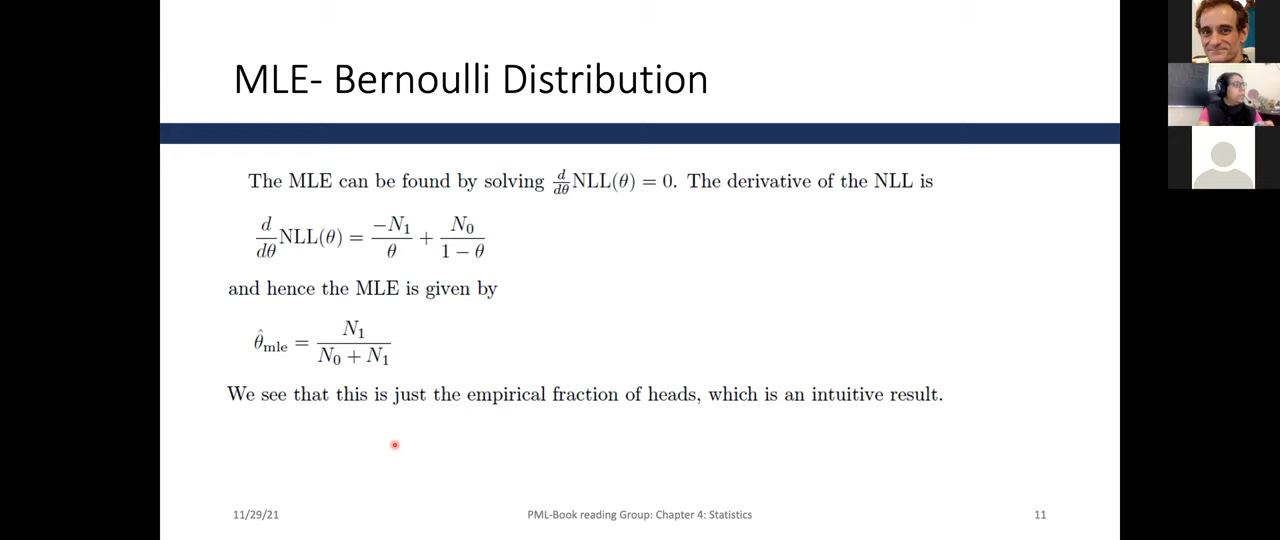 MLE- Bernoulli Distribution
The MLE can be found by solving d/dθ NLL(θ) = 0. The derivative of the NLL is
d/dθ NLL(θ) = −N₁/θ + N₀/(1 − θ)
and hence the MLE is given by
θ̂ₘₗₑ = N₁/(N₀ + N₁)
We see that this is just the empirical fraction of heads, which is an intuitive result.
11/29/21
PML-Book reading Group: Chapter 4: Statistics
11